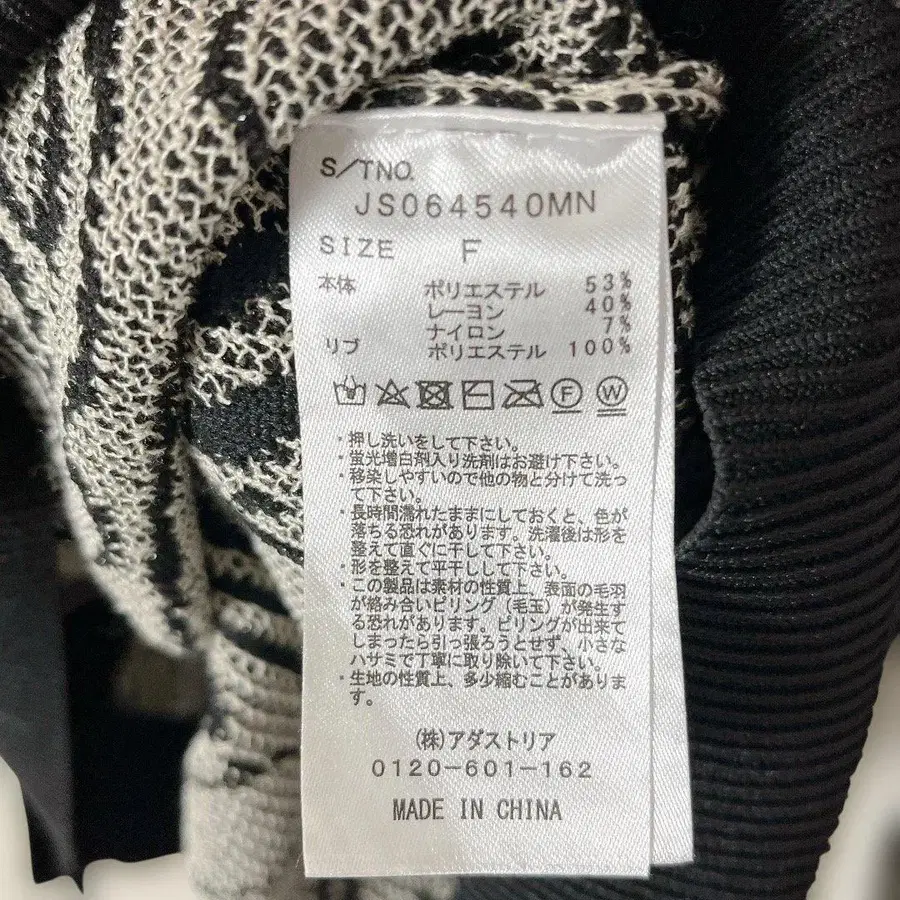 S/TNO.
JS064540MN
SIZE F
本体 ポリエステル 53%
レーヨン 40%
ナイロン 7%
リブ ポリエステル 100%
F W
・押し洗いをして下さい。
・蛍光増白剤入り洗剤はお避け下さい。
・移染しやすいので他の物と分けて洗っ
て下さい。
・長時間濡れたままにしておくと、色が
落ちる恐れがあります。洗濯後は形を
整えて直ぐに干して下さい。
・形を整えて平干しして下さい。
・この製品は素材の性質上、表面の毛羽
が絡み合いピリング(毛玉)が発生す
る恐れがあります。ピリングが出来て
しまったら引っ張ろうとせず、小さな
ハサミで丁寧に取り除いて下さい。
・生地の性質上、多少縮むことがありま
す。
(株)アダストリア
0120-601-162
MADE IN CHINA